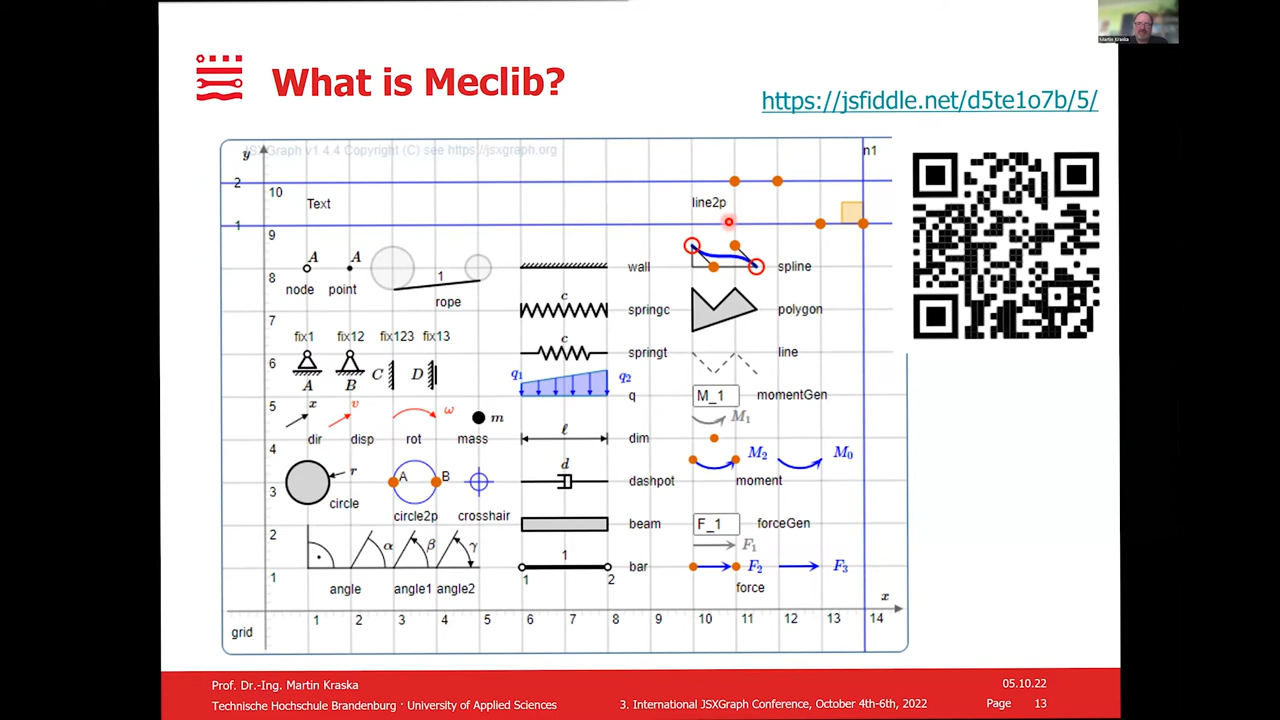 Martin Kraska
What is Meclib?
https://jsfiddle.net/d5te1o7b/5/
JSXGraph v1.4.4 Copyright (C) see https://jsxgraph.org
y
n1
2
10
Text
line2p
1
9
A
A
8
node
point
1
rope
wall
spline
7
c
springc
polygon
fix1
fix12
fix123
fix13
6
A
B
C
D
c
springt
line
q1
q2
q
M_1
momentGen
5
x
v
ω
m
M1
dir
disp
rot
mass
4
ℓ
dim
M2
M0
3
r
circle
A
B
circle2p
crosshair
d
dashpot
moment
2
beam
F_1
forceGen
α
β
γ
F1
1
angle
angle1
angle2
1
1
2
bar
F2
F3
force
x
grid
1
2
3
4
5
6
7
8
9
10
11
12
13
14
Prof. Dr.-Ing. Martin Kraska
05.10.22
Technische Hochschule Brandenburg · University of Applied Sciences
3. International JSXGraph Conference, October 4th-6th, 2022
Page 13